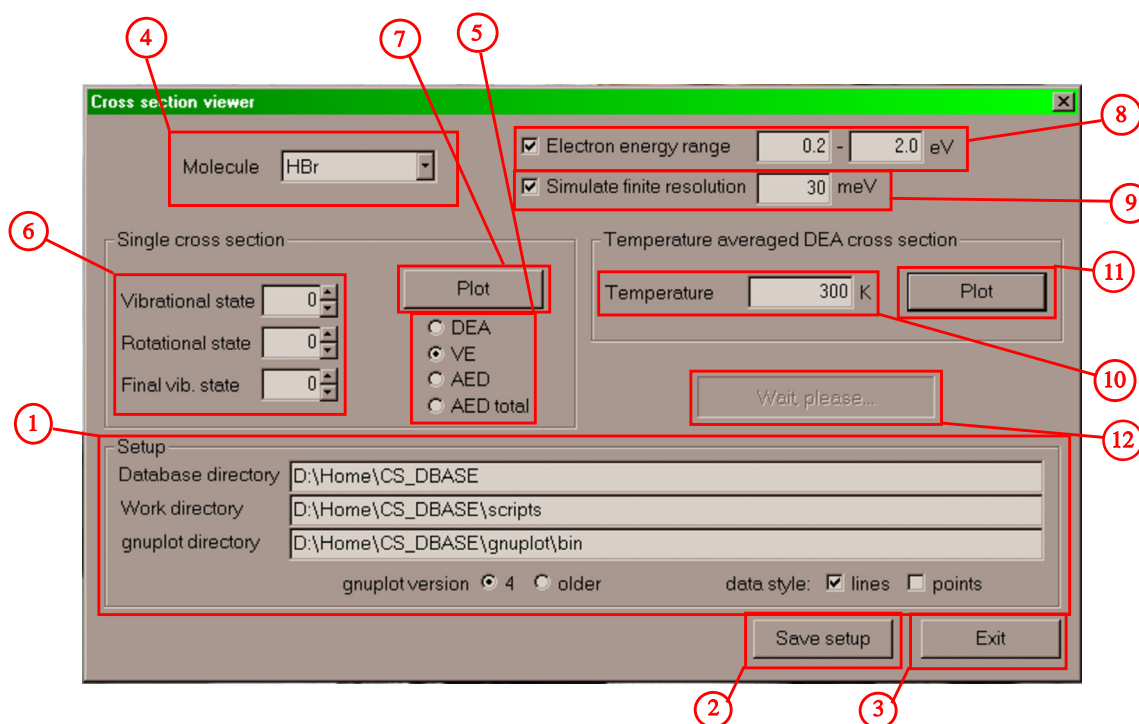 4
7
5
8
Cross section viewer
Molecule HBr
Electron energy range 0.2 - 2.0 eV
Simulate finite resolution 30 meV
9
6
Single cross section
Temperature averaged DEA cross section
11
Vibrational state 0
Plot
Temperature 300 K
Plot
DEA
Rotational state 0
VE
Final vib. state 0
AED
10
AED total
Wait, please...
1
12
Setup
Database directory D:\Home\CS_DBASE
Work directory D:\Home\CS_DBASE\scripts
gnuplot directory D:\Home\CS_DBASE\gnuplot\bin
gnuplot version 4 older data style: lines points
Save setup Exit
2
3